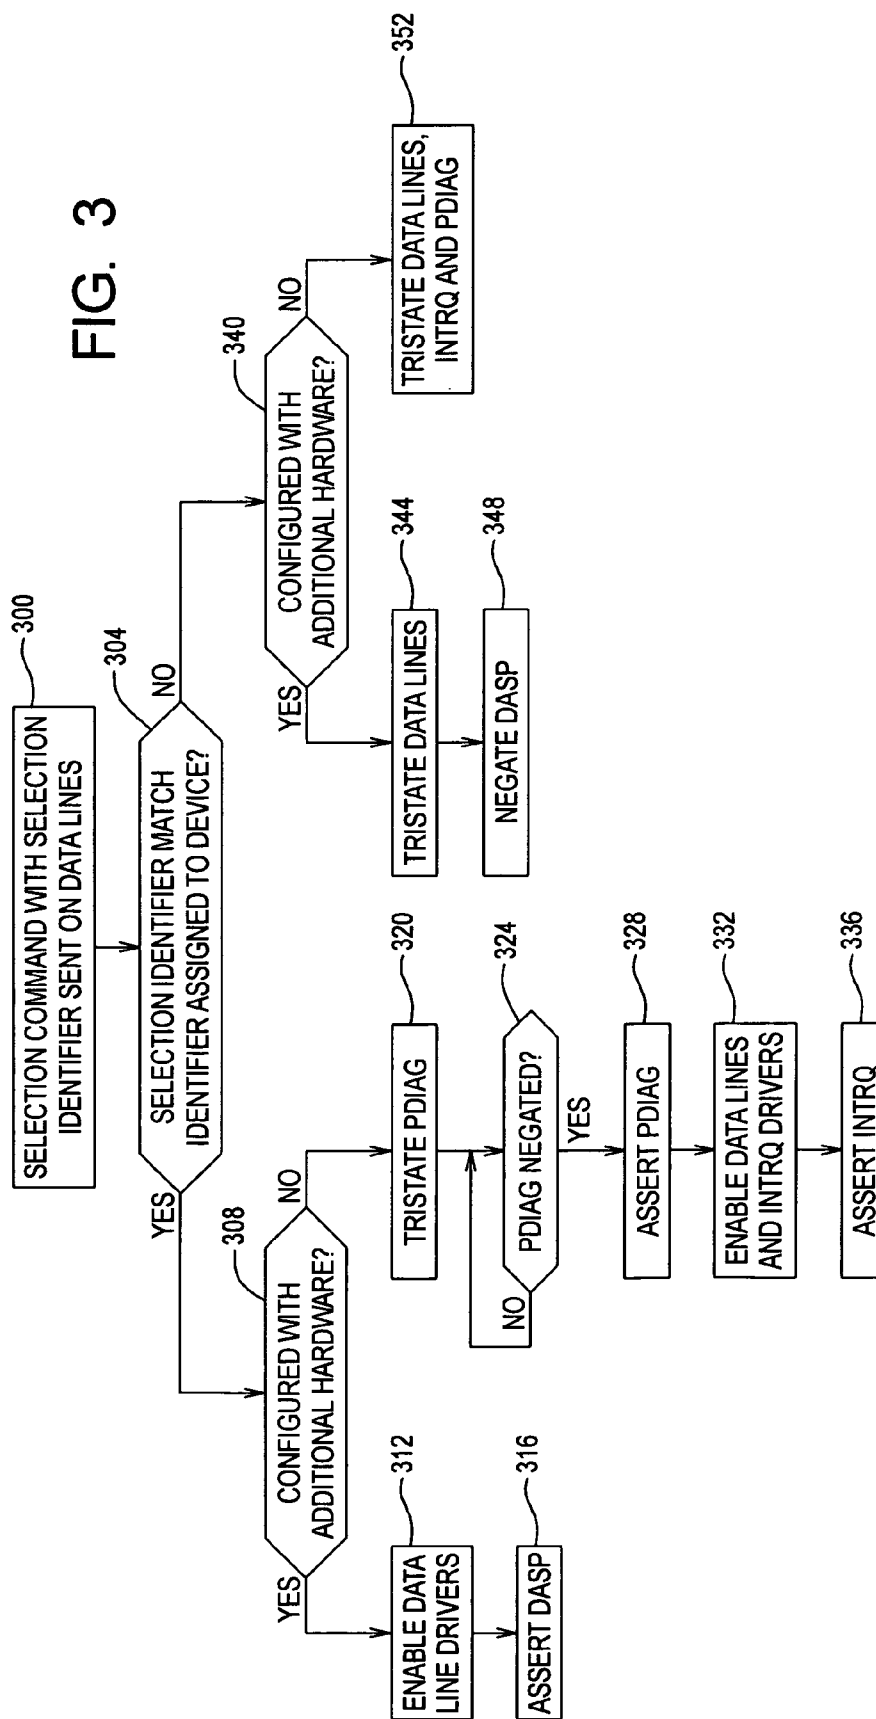 FIG. 3
300
SELECTION COMMAND WITH SELECTION
IDENTIFIER SENT ON DATA LINES
304
SELECTION IDENTIFIER MATCH
IDENTIFIER ASSIGNED TO DEVICE?
YES
NO
308
CONFIGURED WITH
ADDITIONAL HARDWARE?
YES
NO
312
ENABLE DATA
LINE DRIVERS
316
ASSERT DASP
320
TRISTATE PDIAG
324
PDIAG NEGATED?
NO
YES
328
ASSERT PDIAG
332
ENABLE DATA LINES
AND INTRQ DRIVERS
336
ASSERT INTRQ
340
CONFIGURED WITH
ADDITIONAL HARDWARE?
YES
NO
344
TRISTATE DATA LINES
348
NEGATE DASP
352
TRISTATE DATA LINES,
INTRQ AND PDIAG